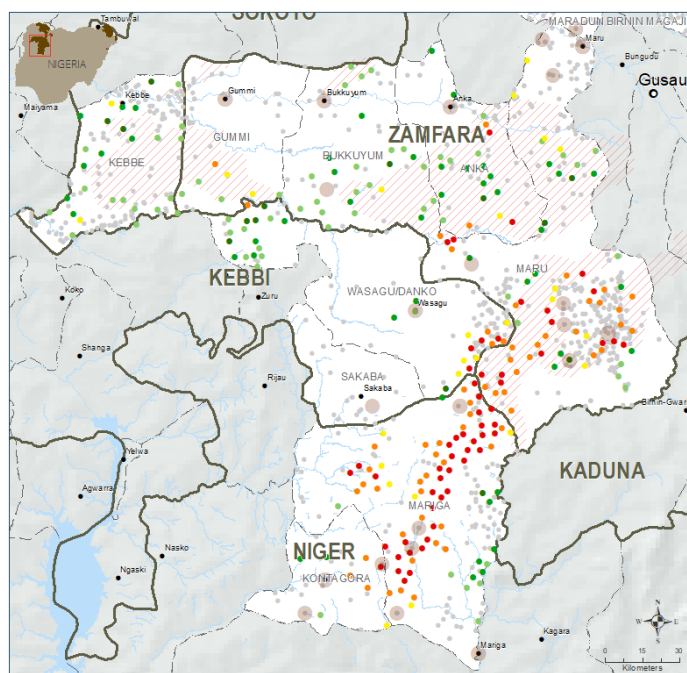 SOKOTO
MARADUN BIRNIN MAGAJI
Tambuwal
Maru
NIGERIA
Bungudu
Gusau
Kebbe
Gummi
Bukkuyum
Anka
Maiyama
ZAMFARA
GUMMI
BUKKUYUM
KEBBE
ANKA
KEBBI
MARU
WASAGU/DANKO
Koko
Zuru
Wasagu
Shanga
SAKABA
Rijau
Sakaba
Yelwa
KADUNA
Agwarra
MARIGA
NIGER
Nasko
Ngaski
KONTAGORA
Mariga
Kagara
N
W E
S
0 15 30
Kilometers